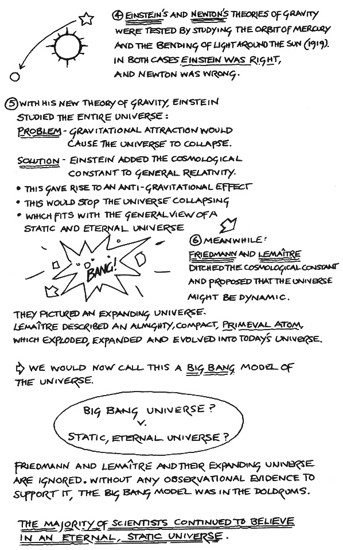 ④ EINSTEIN'S AND NEWTON'S THEORIES OF GRAVITY
WERE TESTED BY STUDYING THE ORBIT OF MERCURY
AND THE BENDING OF LIGHT AROUND THE SUN (1919).
IN BOTH CASES EINSTEIN WAS RIGHT,
AND NEWTON WAS WRONG.
⑤ WITH HIS NEW THEORY OF GRAVITY, EINSTEIN
STUDIED THE ENTIRE UNIVERSE:
PROBLEM - GRAVITATIONAL ATTRACTION WOULD
CAUSE THE UNIVERSE TO COLLAPSE.
SOLUTION - EINSTEIN ADDED THE COSMOLOGICAL
CONSTANT TO GENERAL RELATIVITY.
• THIS GAVE RISE TO AN ANTI-GRAVITATIONAL EFFECT
• THIS WOULD STOP THE UNIVERSE COLLAPSING
• WHICH FITS WITH THE GENERAL VIEW OF A
STATIC AND ETERNAL UNIVERSE
BANG!
⑥ MEANWHILE:
FRIEDMANN AND LEMAÎTRE
DITCHED THE COSMOLOGICAL CONSTANT
AND PROPOSED THAT THE UNIVERSE
MIGHT BE DYNAMIC.
THEY PICTURED AN EXPANDING UNIVERSE.
LEMAÎTRE DESCRIBED AN ALMIGHTY, COMPACT, PRIMEVAL ATOM,
WHICH EXPLODED, EXPANDED AND EVOLVED INTO TODAY'S UNIVERSE.
⇨ WE WOULD NOW CALL THIS A BIG BANG MODEL OF
THE UNIVERSE.
BIG BANG UNIVERSE?
V.
STATIC, ETERNAL UNIVERSE?
FRIEDMANN AND LEMAÎTRE AND THEIR EXPANDING UNIVERSE
ARE IGNORED. WITHOUT ANY OBSERVATIONAL EVIDENCE TO
SUPPORT IT, THE BIG BANG MODEL WAS IN THE DOLDRUMS.
THE MAJORITY OF SCIENTISTS CONTINUED TO BELIEVE
IN AN ETERNAL, STATIC UNIVERSE.